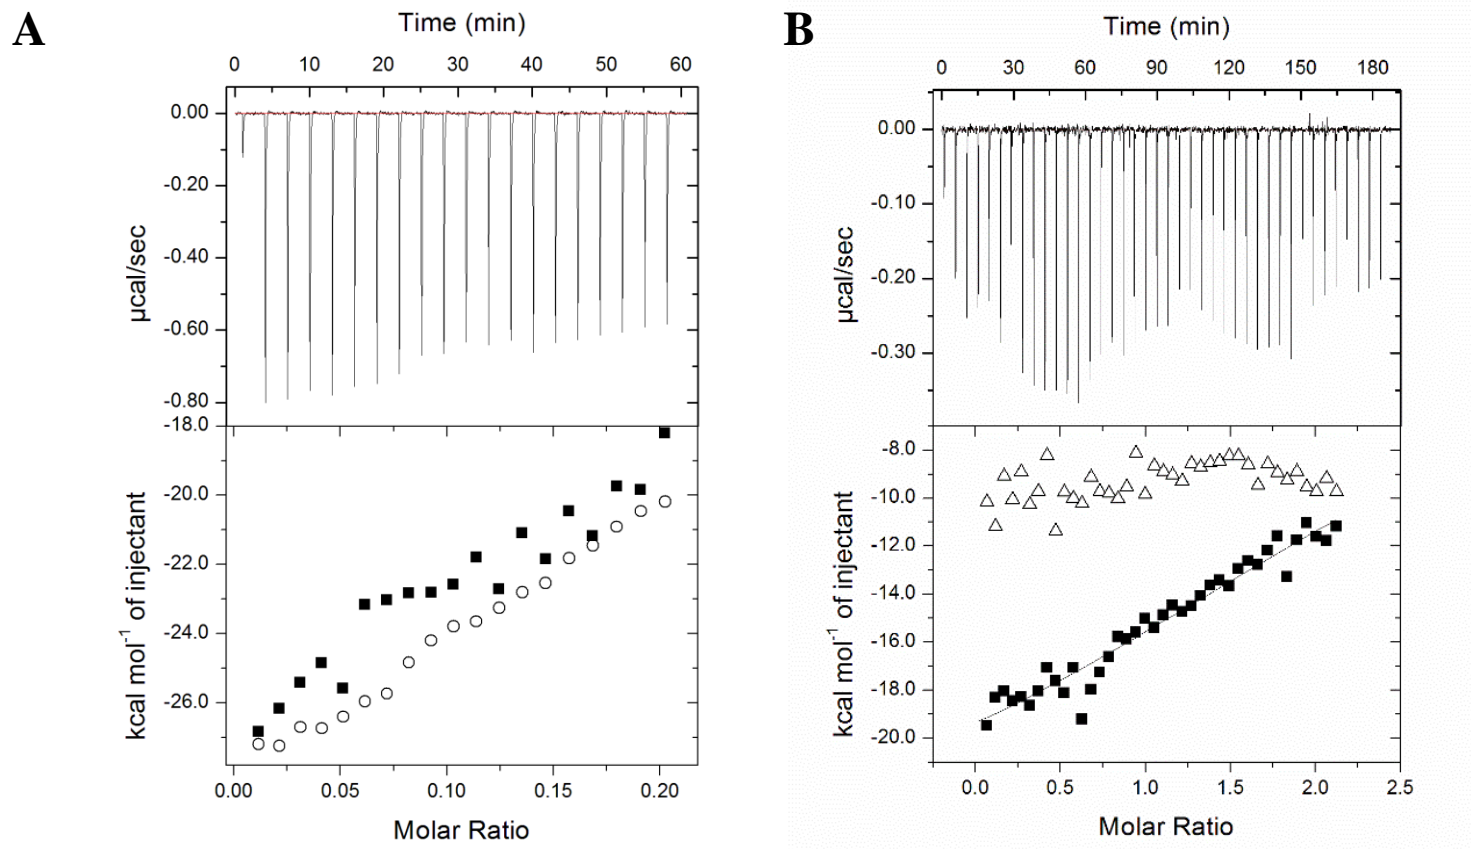 A
Time (min)
0 10 20 30 40 50 60
0.00
-0.20
-0.40
-0.60
-0.80
µcal/sec
-18.0
-20.0
-22.0
-24.0
-26.0
kcal mol⁻¹ of injectant
0.00 0.05 0.10 0.15 0.20
Molar Ratio
B
Time (min)
0 30 60 90 120 150 180
0.00
-0.10
-0.20
-0.30
µcal/sec
-8.0
-10.0
-12.0
-14.0
-16.0
-18.0
-20.0
kcal mol⁻¹ of injectant
0.0 0.5 1.0 1.5 2.0 2.5
Molar Ratio